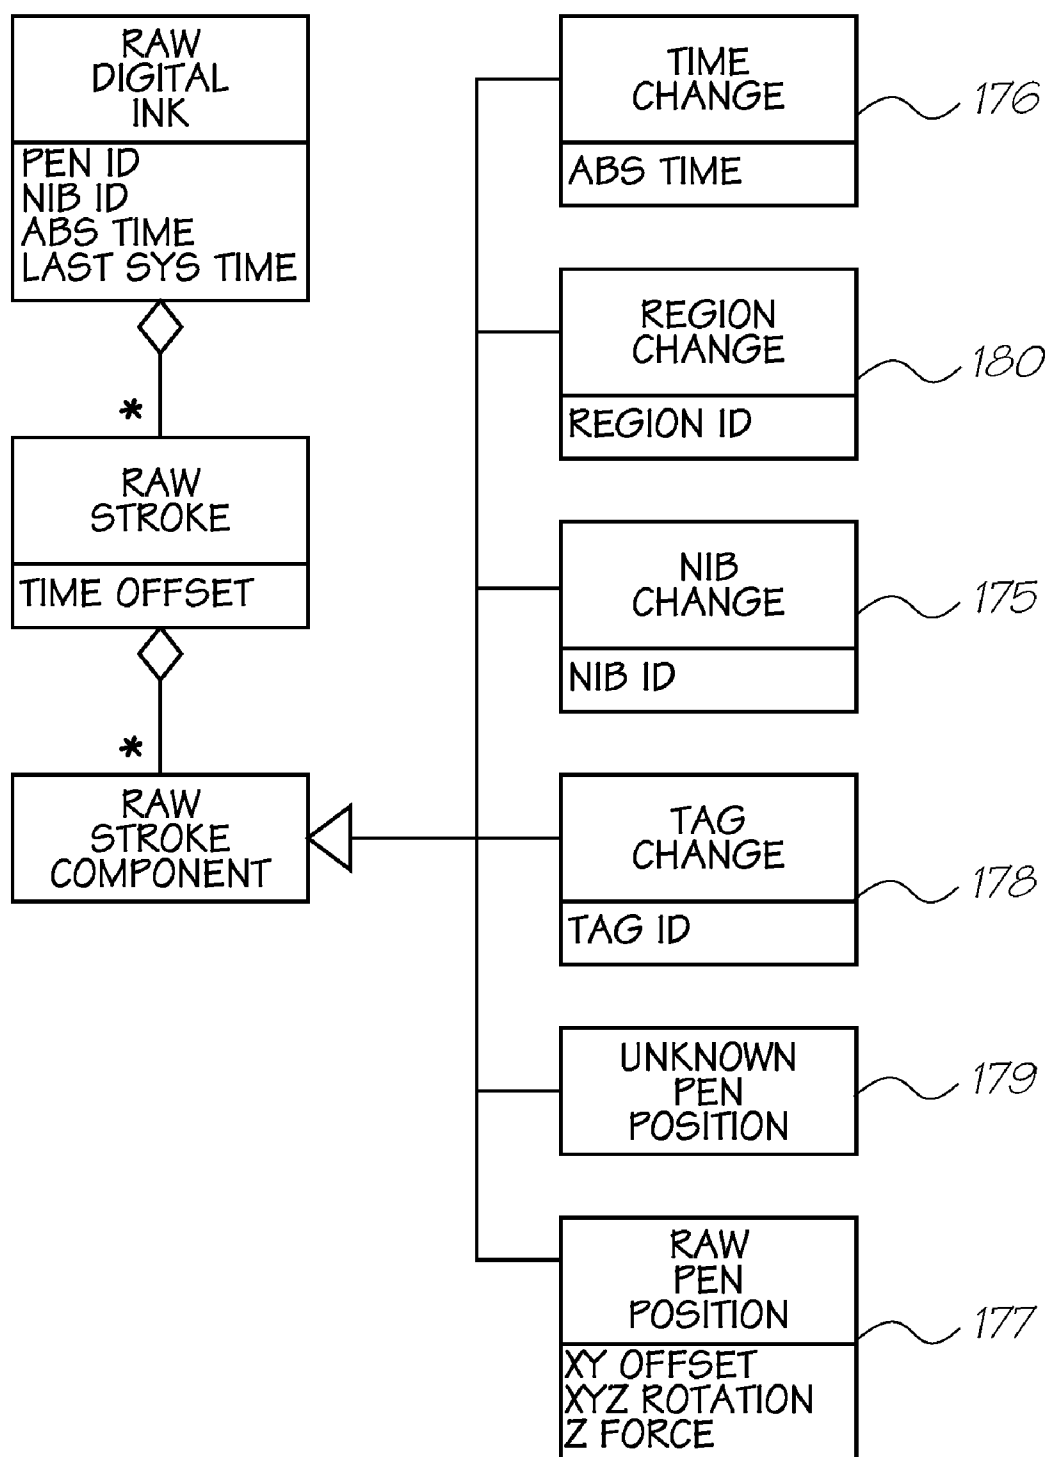 RAW
DIGITAL
INK
PEN ID
NIB ID
ABS TIME
LAST SYS TIME
*
RAW
STROKE
TIME OFFSET
*
RAW
STROKE
COMPONENT
TIME
CHANGE
ABS TIME
176
REGION
CHANGE
REGION ID
180
NIB
CHANGE
NIB ID
175
TAG
CHANGE
TAG ID
178
UNKNOWN
PEN
POSITION
179
RAW
PEN
POSITION
XY OFFSET
XYZ ROTATION
Z FORCE
177